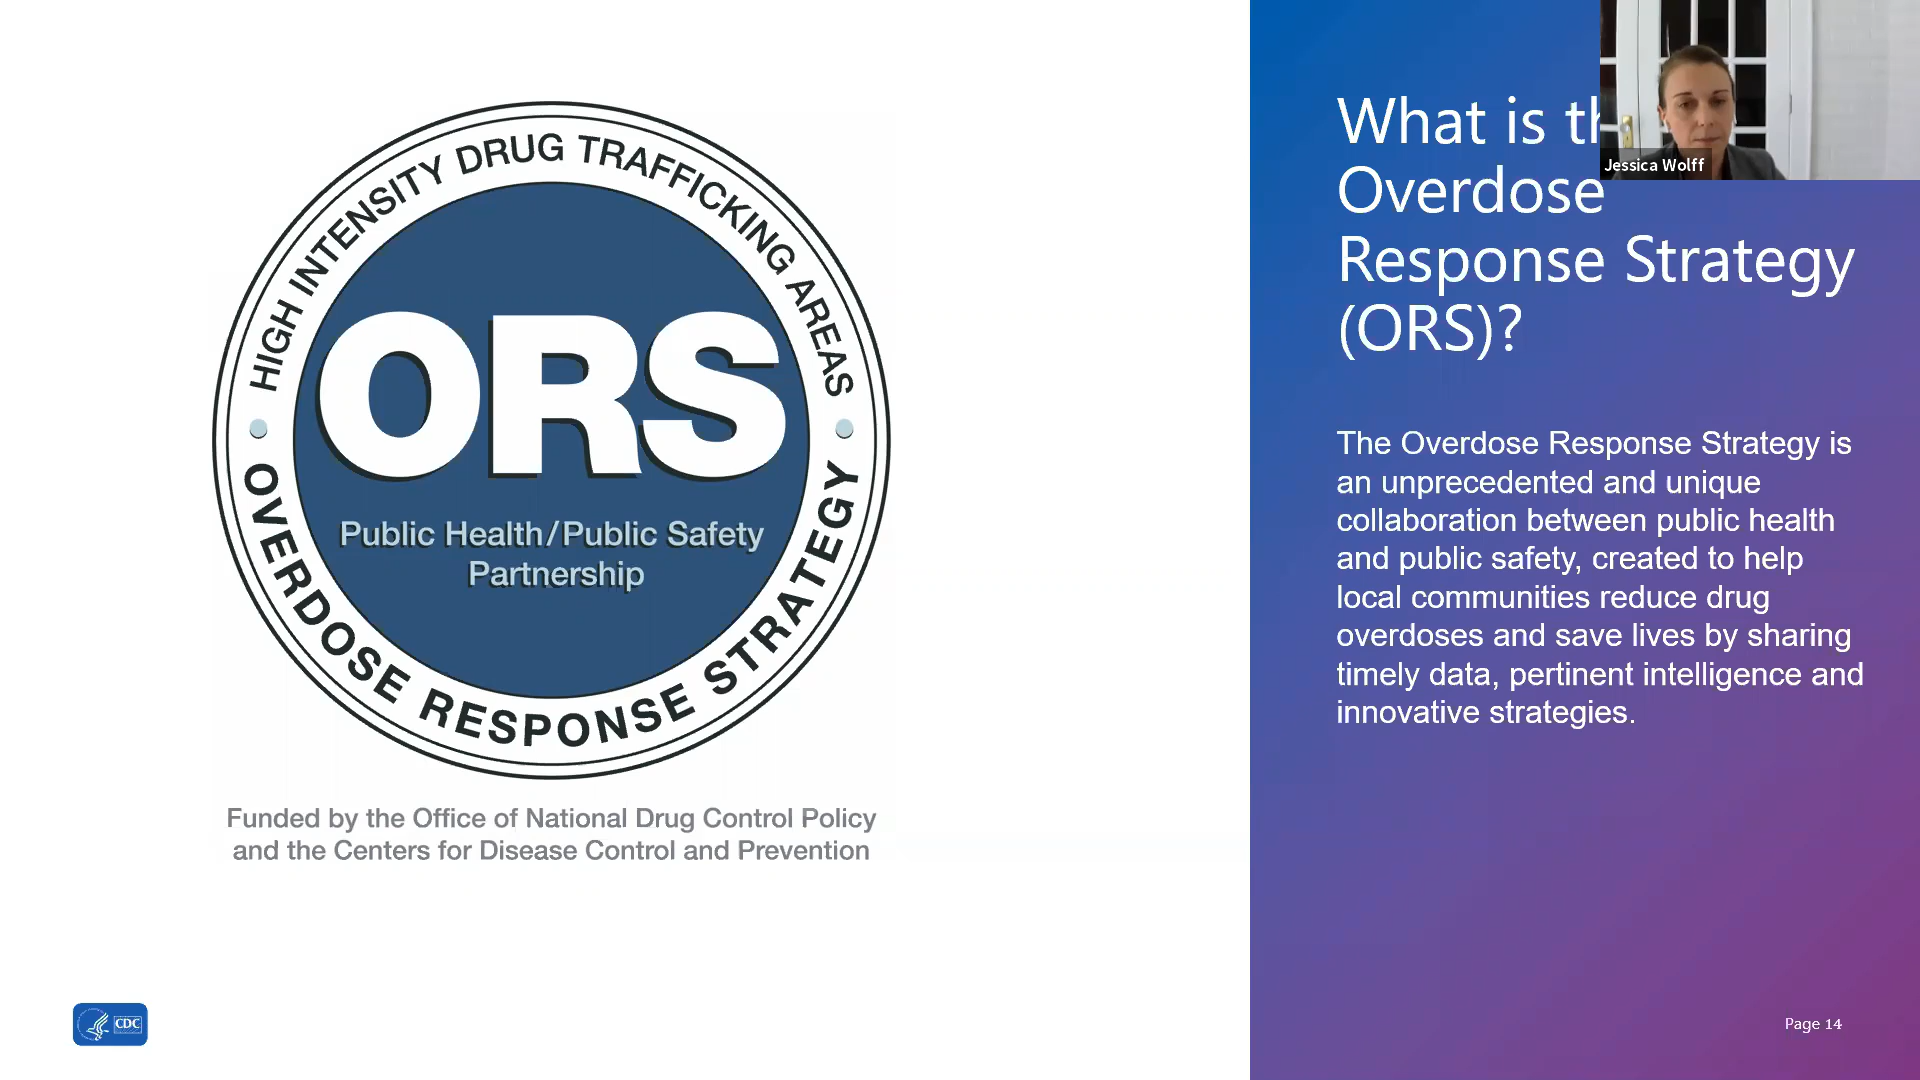 HIGH INTENSITY DRUG TRAFFICKING AREAS
ORS
Public Health/Public Safety
Partnership
OVERDOSE RESPONSE STRATEGY
Funded by the Office of National Drug Control Policy
and the Centers for Disease Control and Prevention
CDC
What is
Overdose
Response Strategy
(ORS)?
Jessica Wolff
The Overdose Response Strategy is
an unprecedented and unique
collaboration between public health
and public safety, created to help
local communities reduce drug
overdoses and save lives by sharing
timely data, pertinent intelligence and
innovative strategies.
Page 14